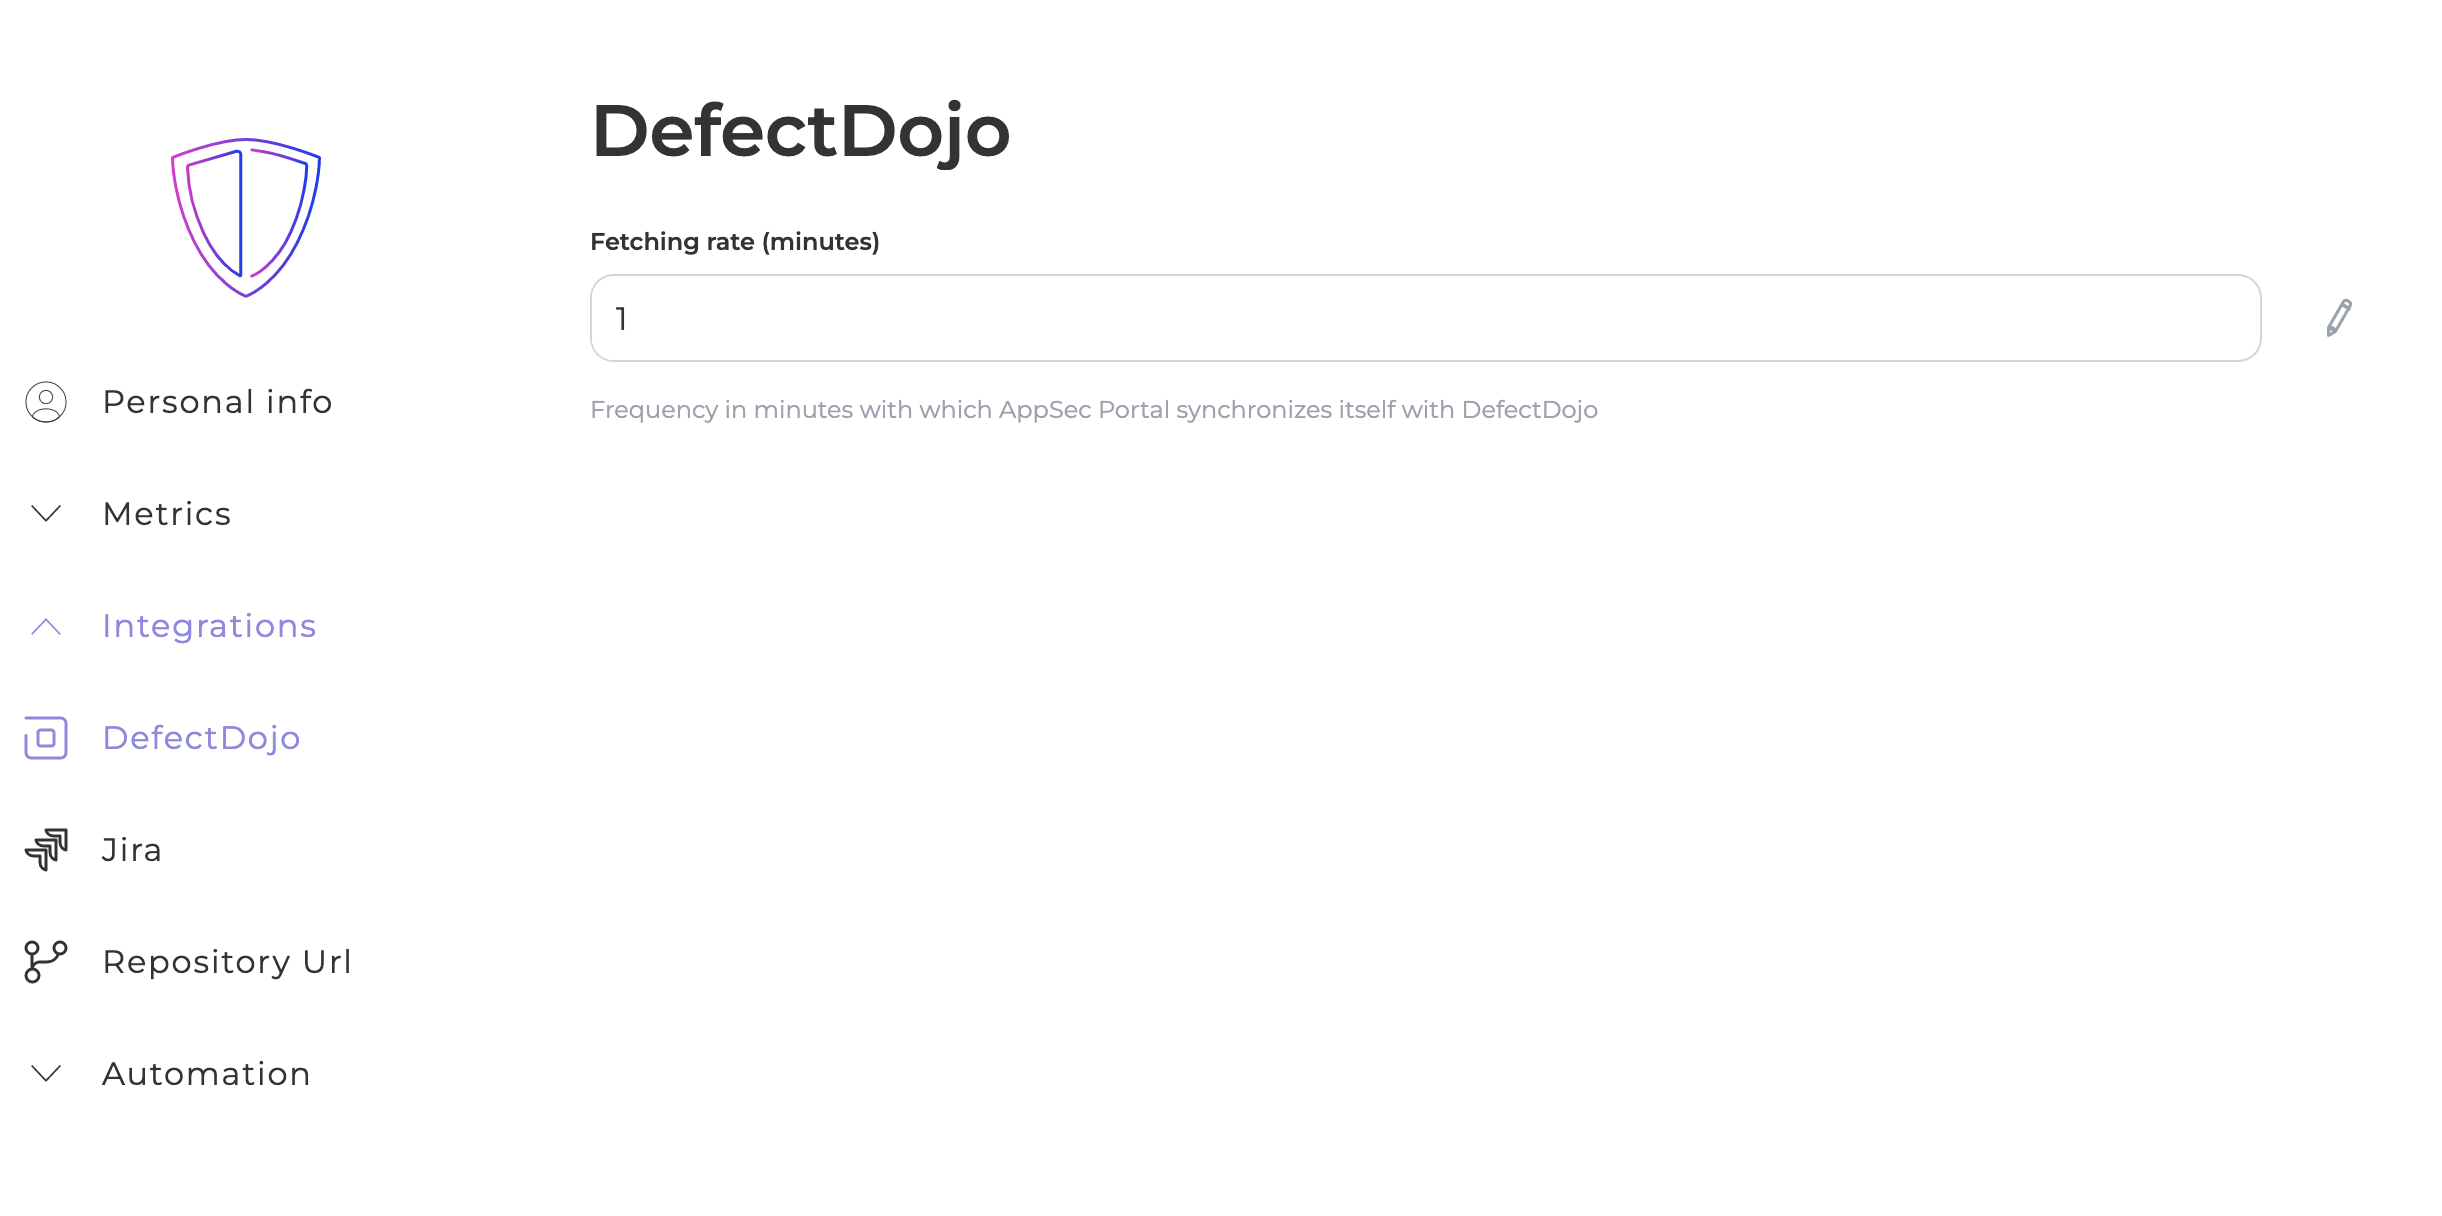 DefectDojo
Fetching rate (minutes)
1
Frequency in minutes with which AppSec Portal synchronizes itself with DefectDojo
Personal info
Metrics
Integrations
DefectDojo
Jira
Repository Url
Automation